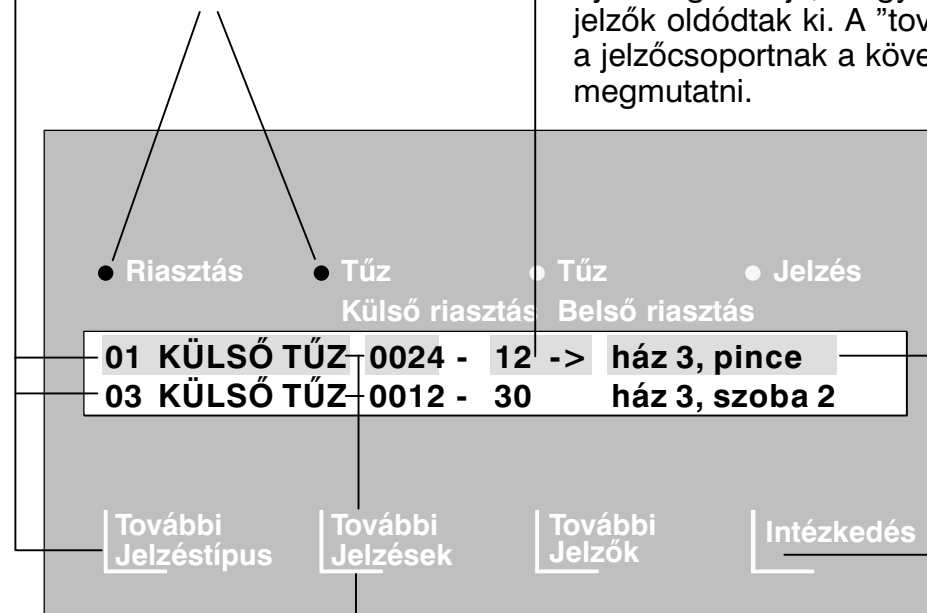 jelzők oldódtak ki. A ”tov
a jelzőcsoportnak a köve
megmutatni.
Riasztás
Tűz
Külső riasztás
Tűz
Belső riasztás
Jelzés
01 KÜLSŐ TŰZ 0024 - 12 -> ház 3, pince
03 KÜLSŐ TŰZ 0012 - 30 ház 3, szoba 2
További
Jelzéstípus
További
Jelzések
További
Jelzők
Intézkedés